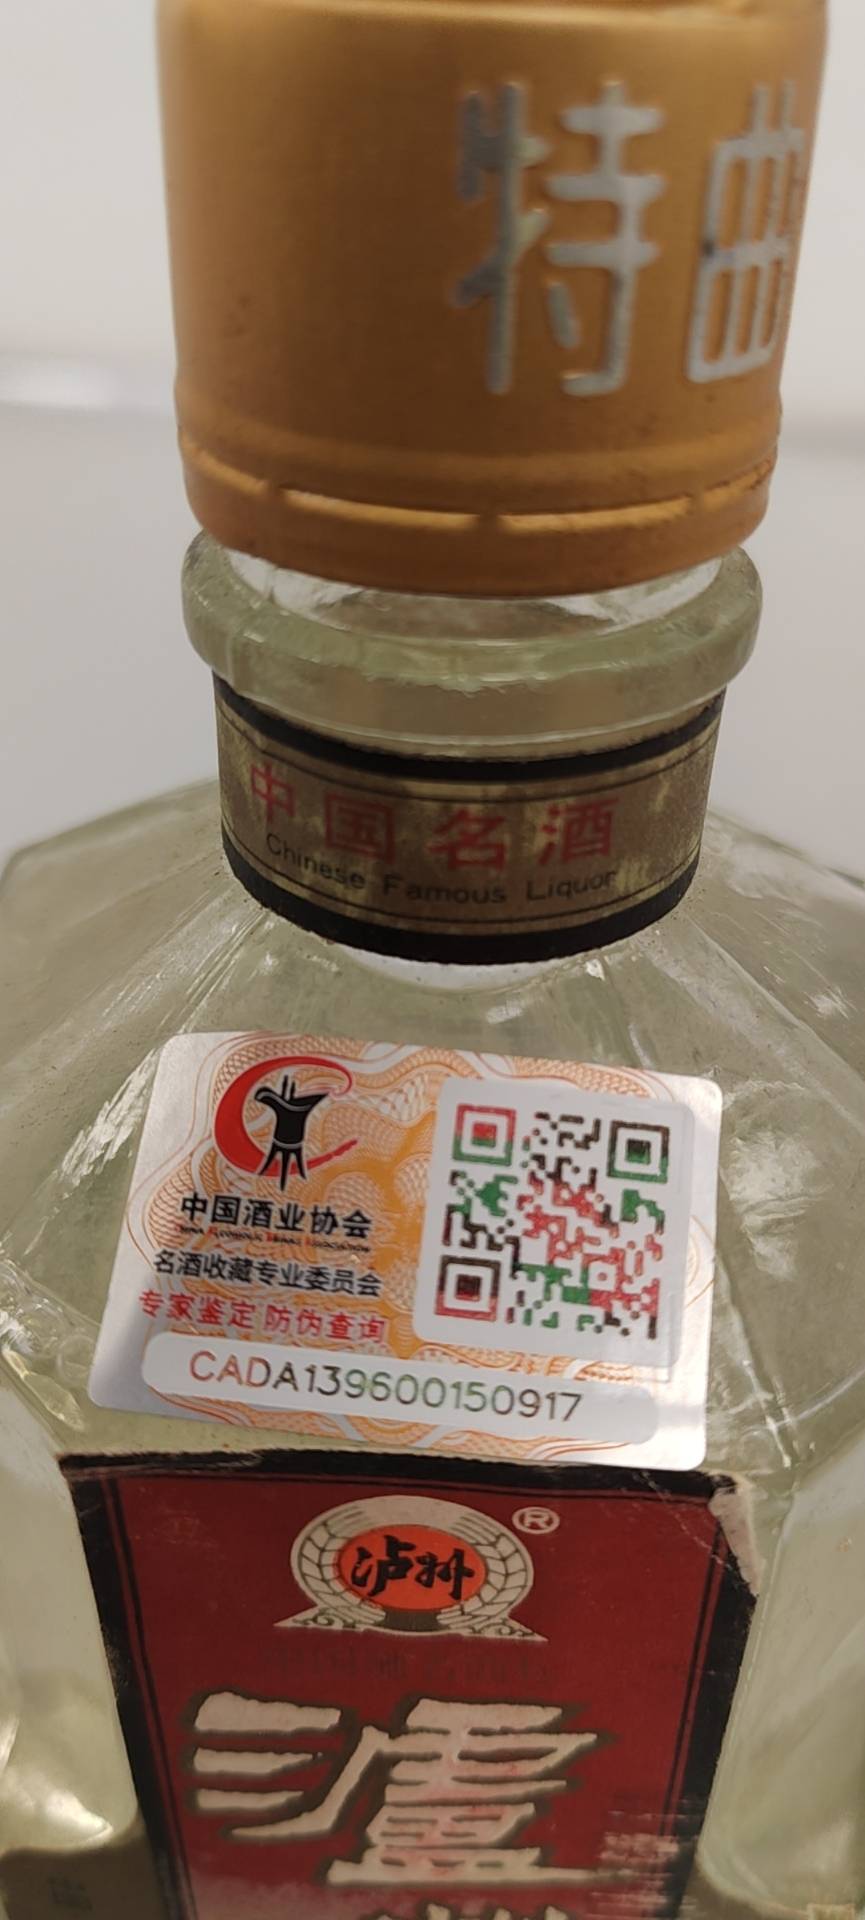 特曲
中国名酒
Chinese Famous Liquor
中国酒业协会
名酒收藏专业委员会
专家鉴定 防伪查询
CADA139600150917
®
泸州
瀘